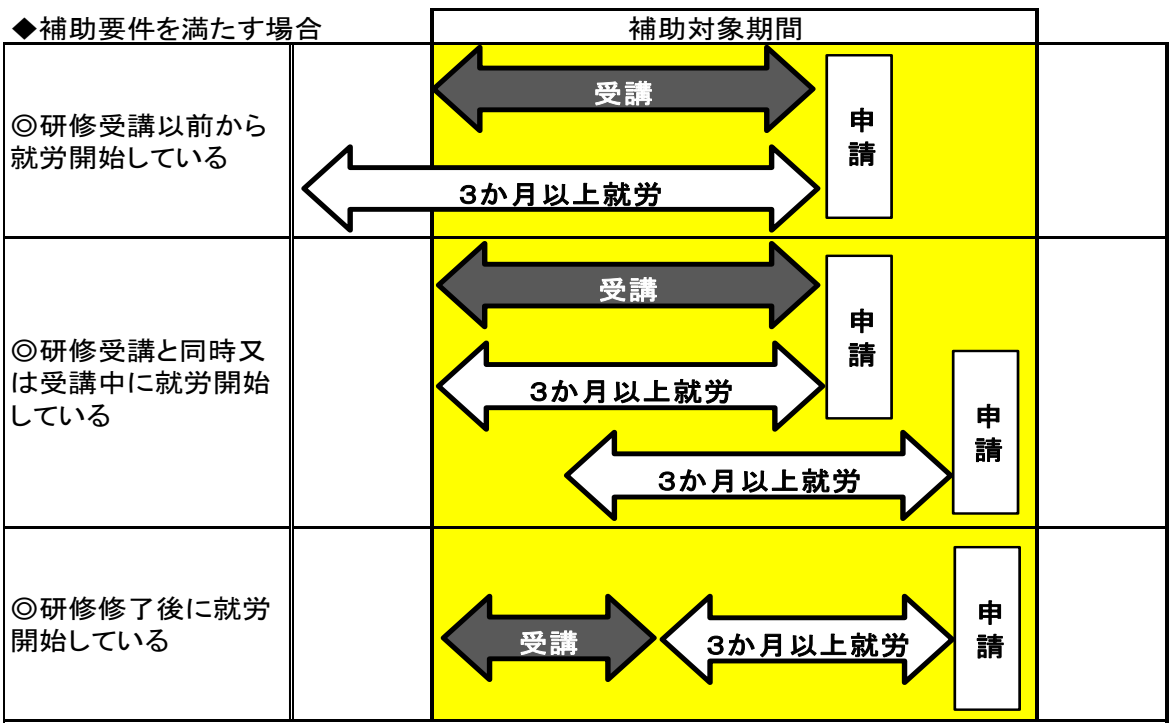 ◆補助要件を満たす場合
補助対象期間
◎研修受講以前から
就労開始している
受講
3か月以上就労
申
請
◎研修受講と同時又
は受講中に就労開始
している
受講
3か月以上就労
申
請
3か月以上就労
申
請
◎研修修了後に就労
開始している
受講
3か月以上就労
申
請